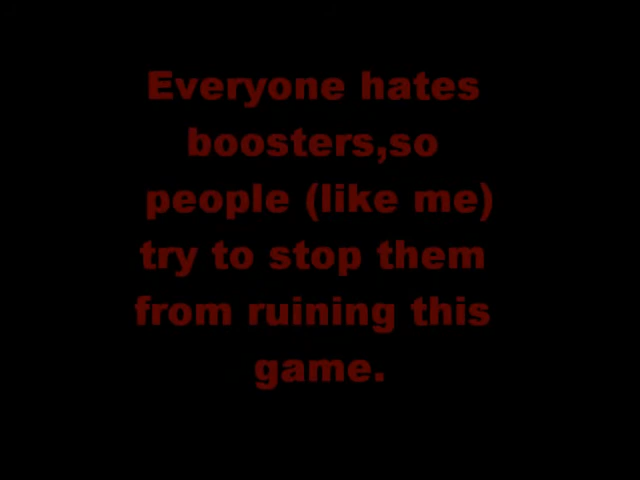 Everyone hates
boosters,so
people (like me)
try to stop them
from ruining this
game.